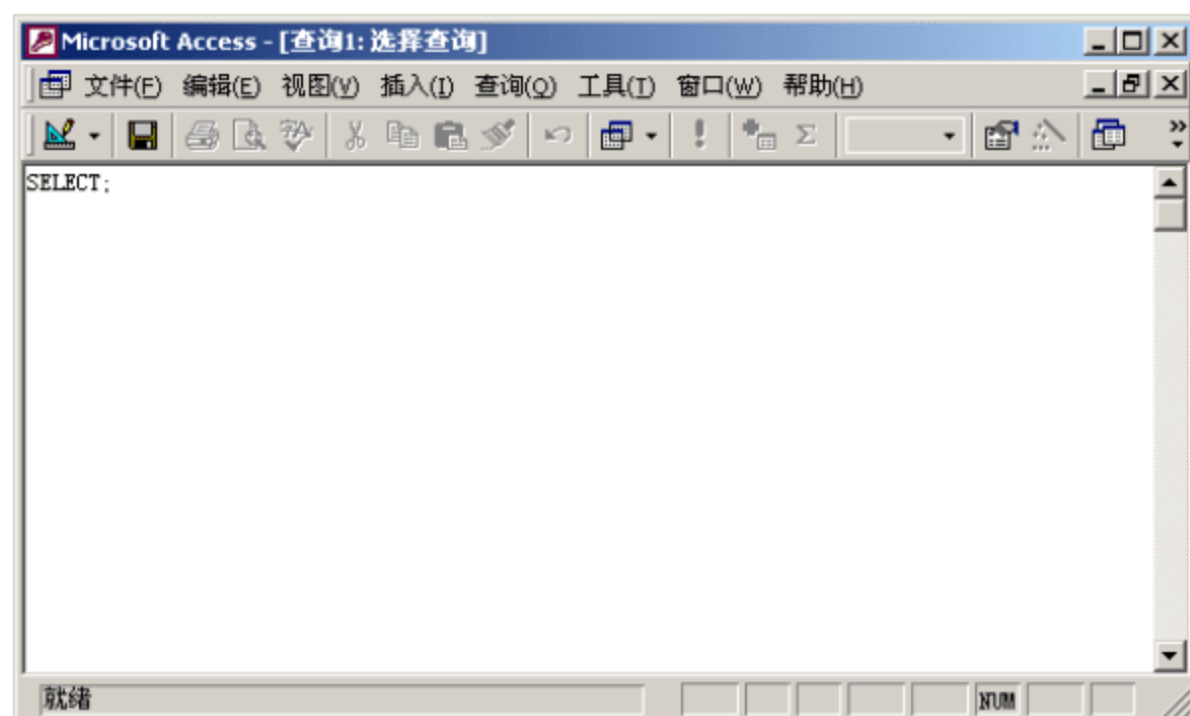 Microsoft Access - [查询1: 选择查询]
文件(F) 编辑(E) 视图(V) 插入(I) 查询(Q) 工具(T) 窗口(W) 帮助(H)
SELECT;
就绪 NUM